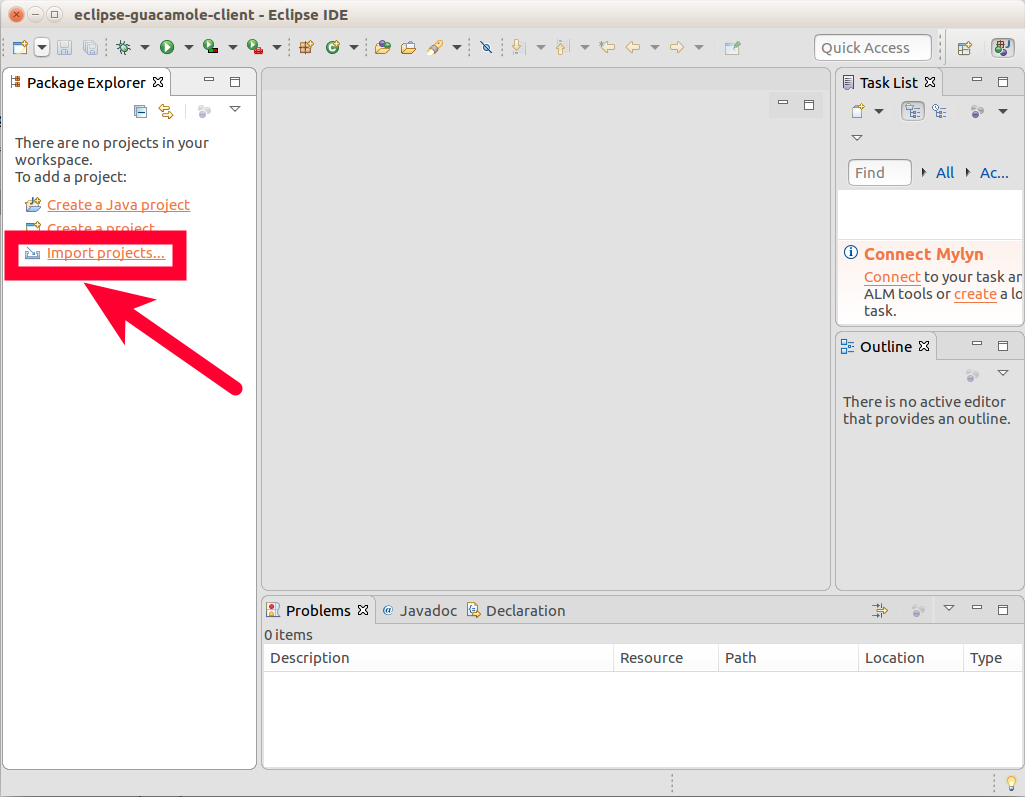 eclipse-guacamole-client - Eclipse IDE
Quick Access
Package Explorer
There are no projects in your
workspace.
To add a project:
Create a Java project
Create a project
Import projects...
Task List
Find
All
Ac...
Connect Mylyn
Connect to your task an
ALM tools or create a lo
task.
Outline
There is no active editor
that provides an outline.
Problems
@ Javadoc
Declaration
0 items
Description
Resource
Path
Location
Type